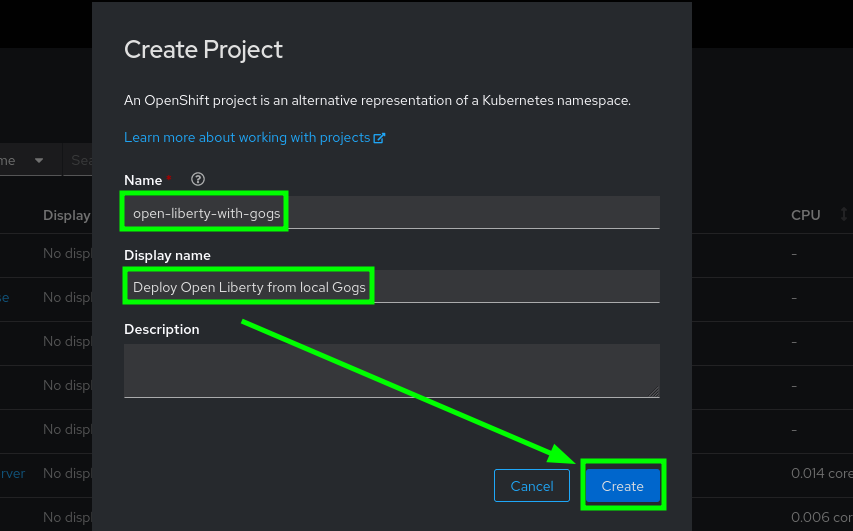 Create Project
An OpenShift project is an alternative representation of a Kubernetes namespace.
Learn more about working with projects
me
Sea
Name *
open-liberty-with-gogs
Display
CPU
Display name
No displ
-
Deploy Open Liberty from local Gogs
se
No displ
-
Description
No displ
-
No displ
-
No displ
-
rver
No displ
0.014 core
Cancel
Create
No displ
0.006 cor